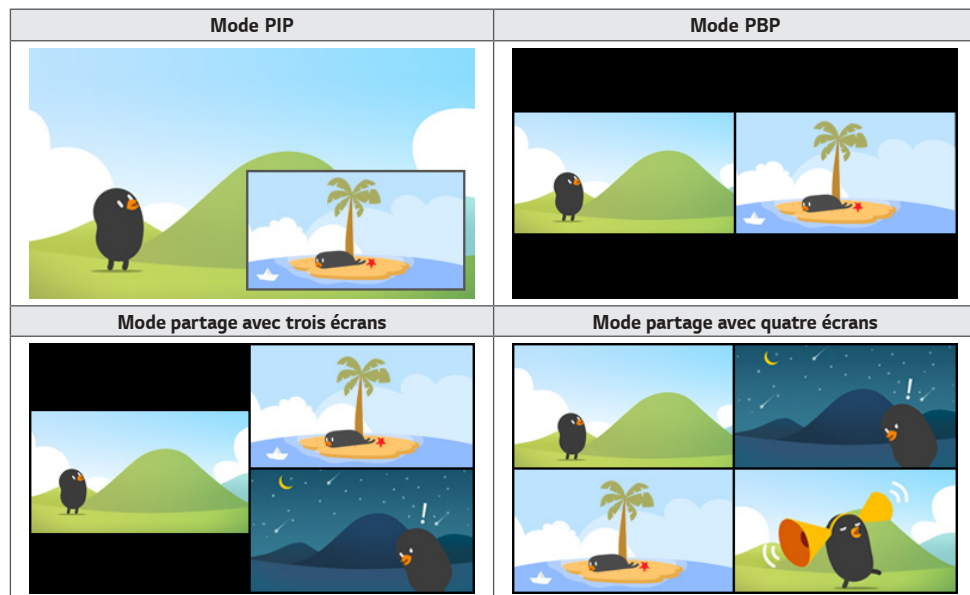 Mode PIP
Mode PBP
Mode partage avec trois écrans
Mode partage avec quatre écrans